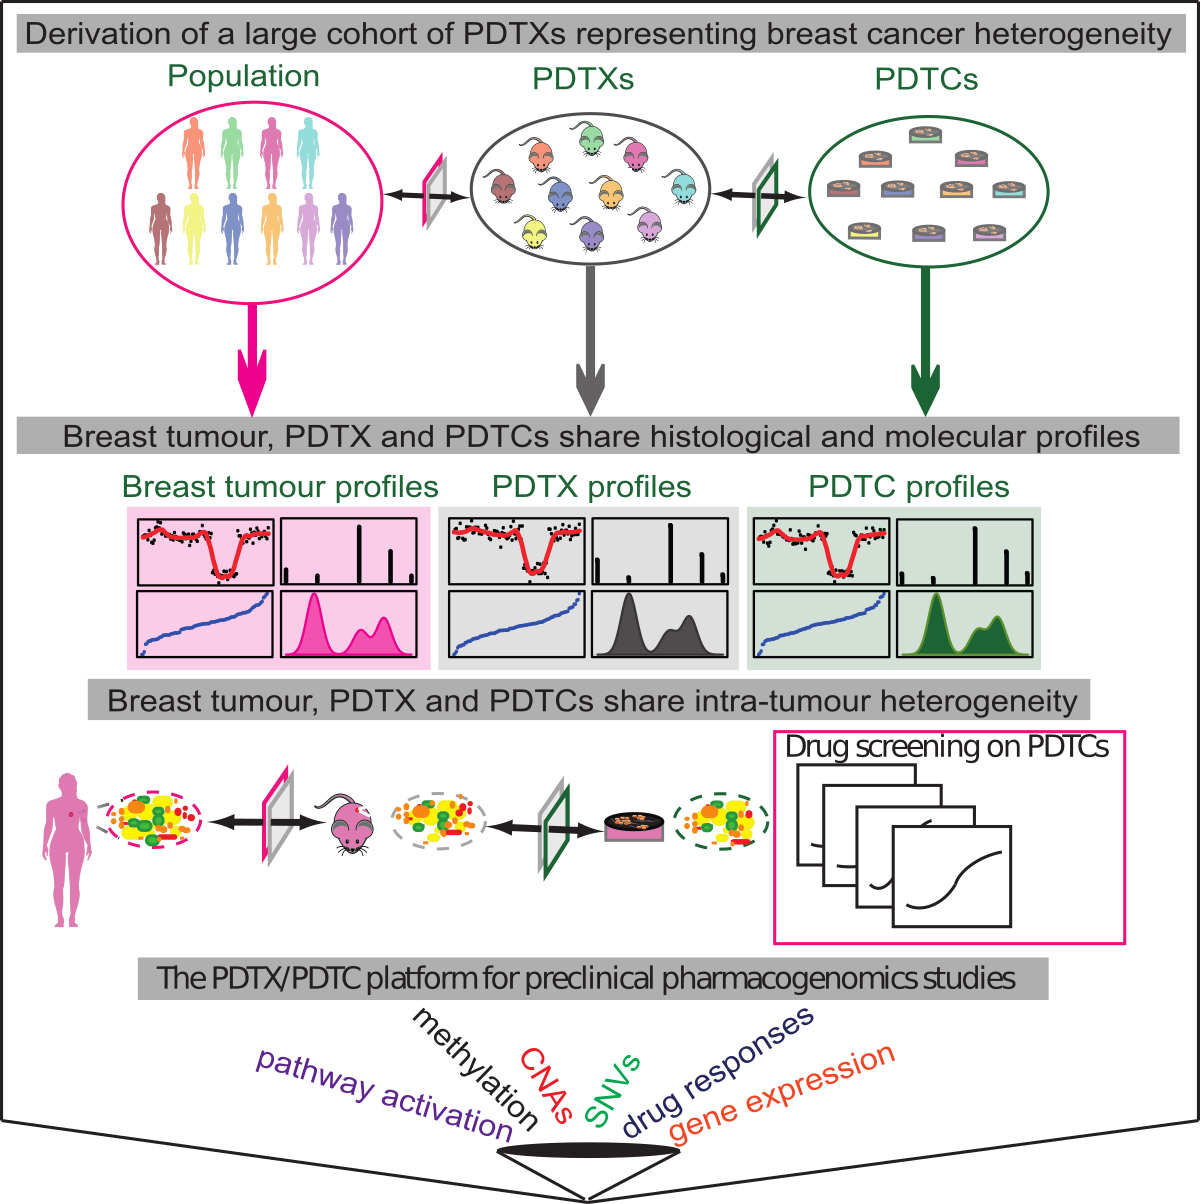 Derivation of a large cohort of PDTXs representing breast cancer heterogeneity
Population
PDTXs
PDTCs
Breast tumour, PDTX and PDTCs share histological and molecular profiles
Breast tumour profiles
PDTX profiles
PDTC profiles
Breast tumour, PDTX and PDTCs share intra-tumour heterogeneity
Drug screening on PDTCs
The PDTX/PDTC platform for preclinical pharmacogenomics studies
pathway activation
methylation
CNAs
SNVs
drug responses
gene expression